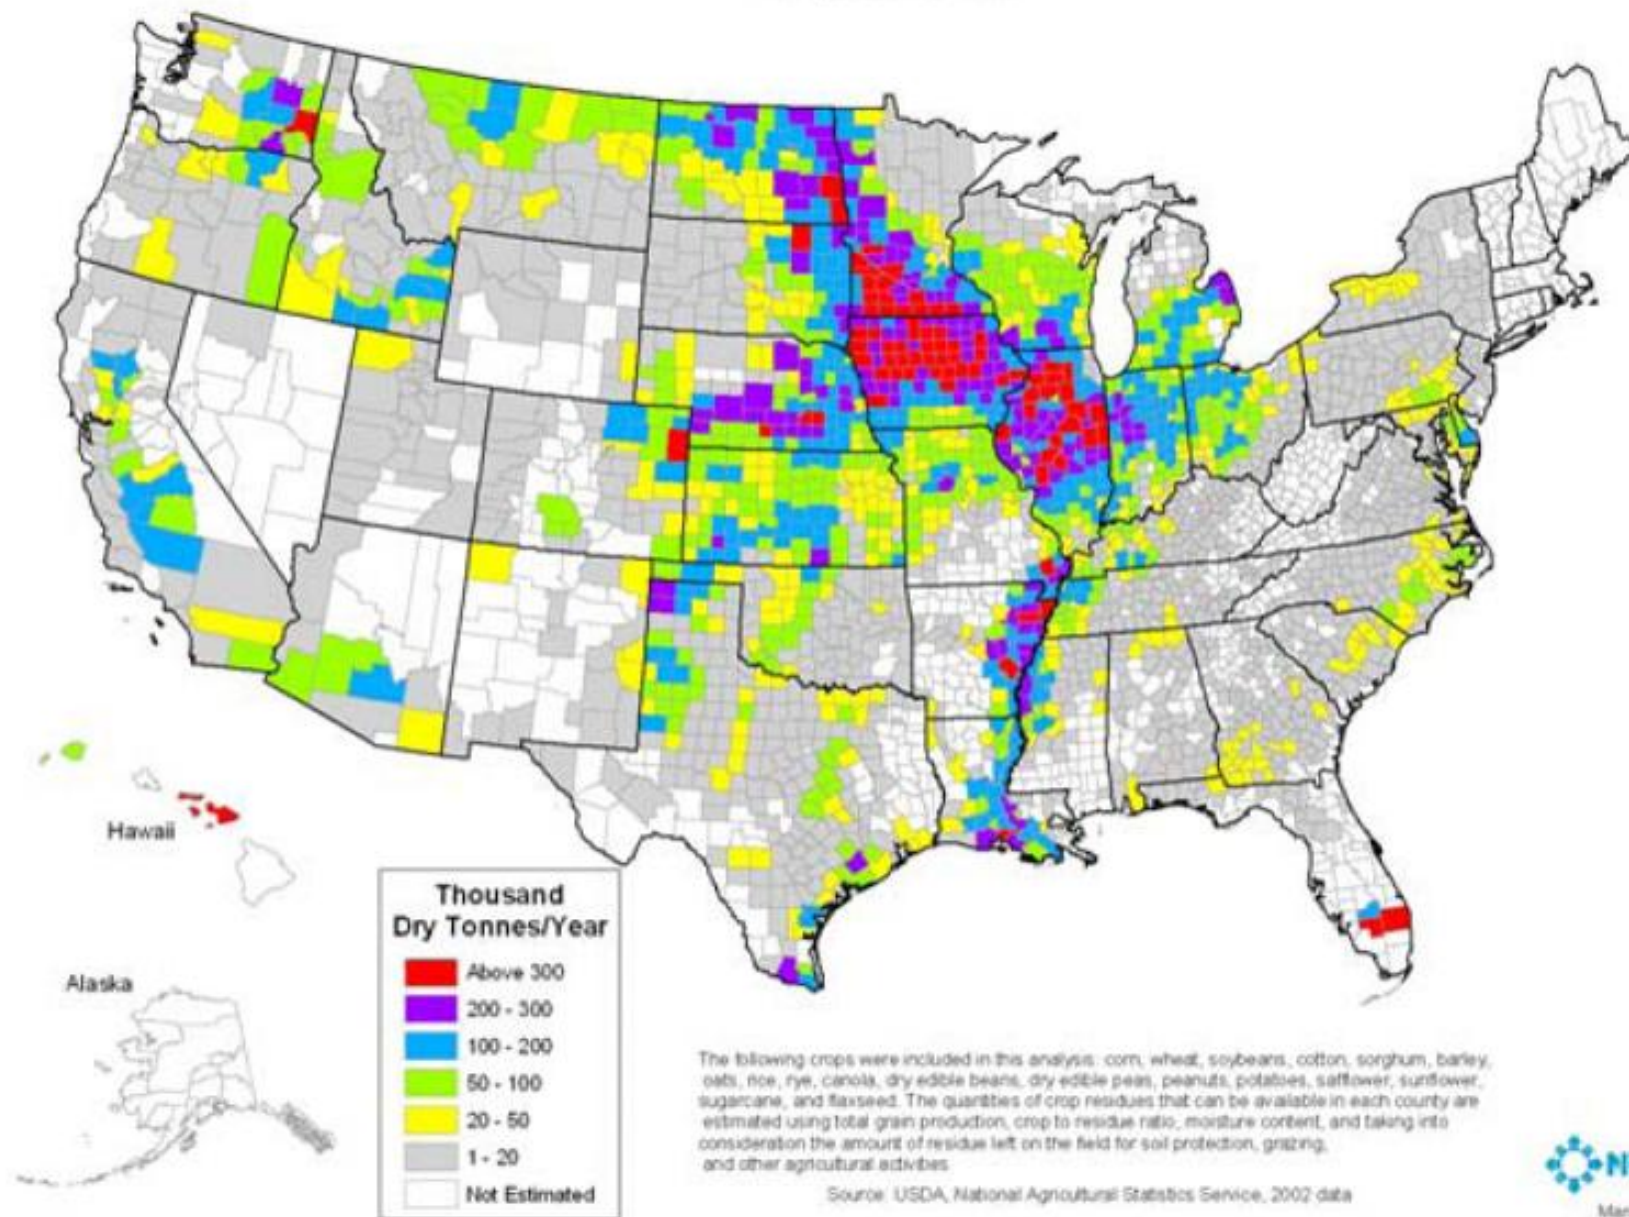 Hawaii
Alaska
Thousand
Dry Tonnes/Year
Above 300
200 - 300
100 - 200
50 - 100
20 - 50
1 - 20
Not Estimated
The following crops were included in this analysis: corn, wheat, soybeans, cotton, sorghum, barley,
oats, rice, rye, canola, dry edible beans, dry edible peas, peanuts, potatoes, safflower, sunflower,
sugarcane, and flaxseed. The quantities of crop residues that can be available in each county are
estimated using total grain production, crop to residue ratio, moisture content, and taking into
consideration the amount of residue left on the field for soil protection, grazing,
and other agricultural activities
Source: USDA, National Agricultural Statistics Service, 2002 data